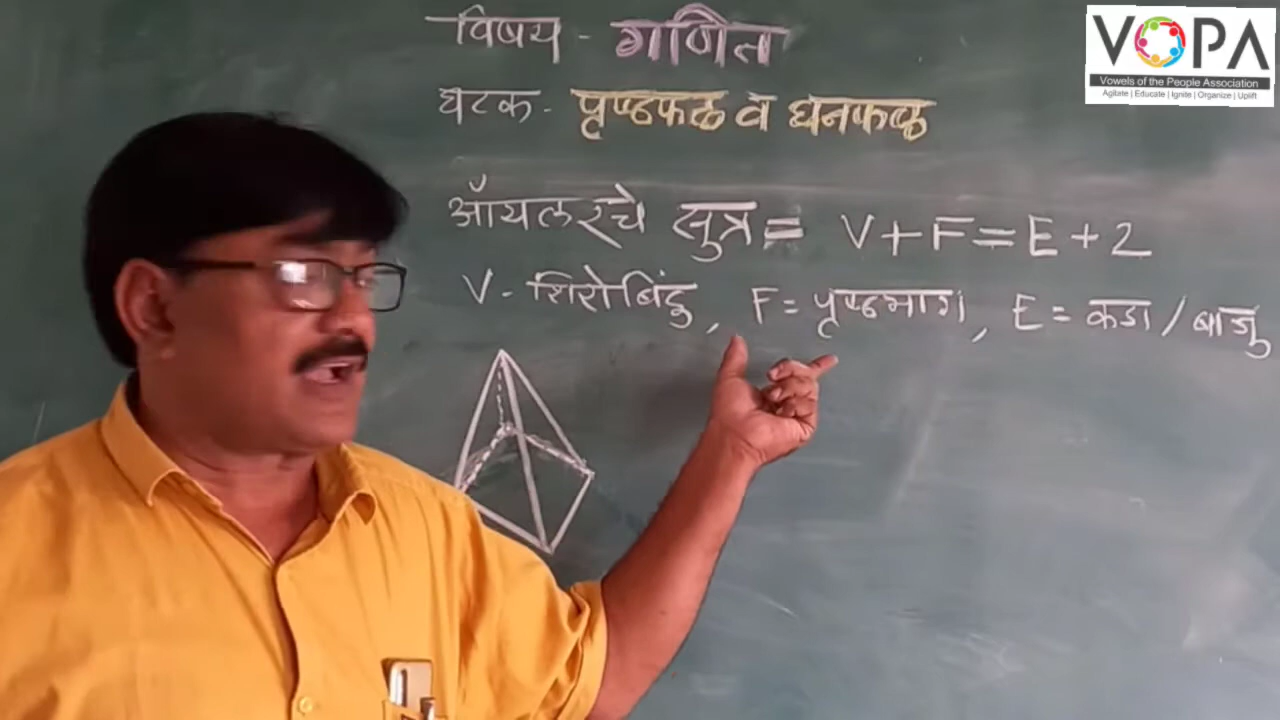 विषय - गणित
घटक - पृष्ठफळ व घनफळ
ऑयलरचे सुत्र = V+F=E+2
V - शिरोबिंदु, F = पृष्ठभाग, E = कडा / बाजु
VOPA
Vowels of the People Association
Agitate | Educate | Ignite | Organize | Uplift